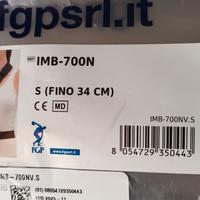 fgpsrl.it
REF IMB-700N
S (FINO 34 CM)
CE MD
IMB-700NV.S
FGP
www.fgpsrl.it
8 054729 350443
-700NV.S
(01) 08054729350443